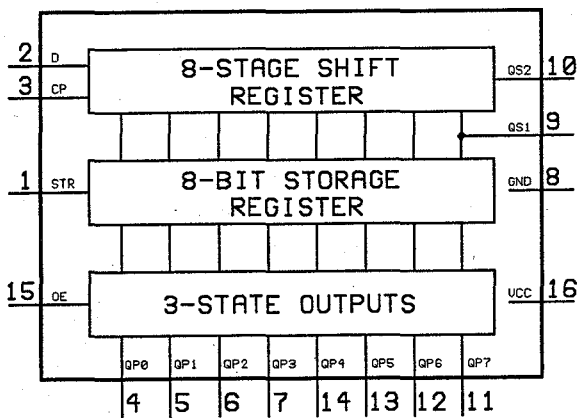 2 D 8-STAGE SHIFT QS2 10
3 CP REGISTER
QS1 9
1 STR 8-BIT STORAGE GND 8
REGISTER
15 OE 3-STATE OUTPUTS VCC 16
QP0 QP1 QP2 QP3 QP4 QP5 QP6 QP7
4 5 6 7 14 13 12 11